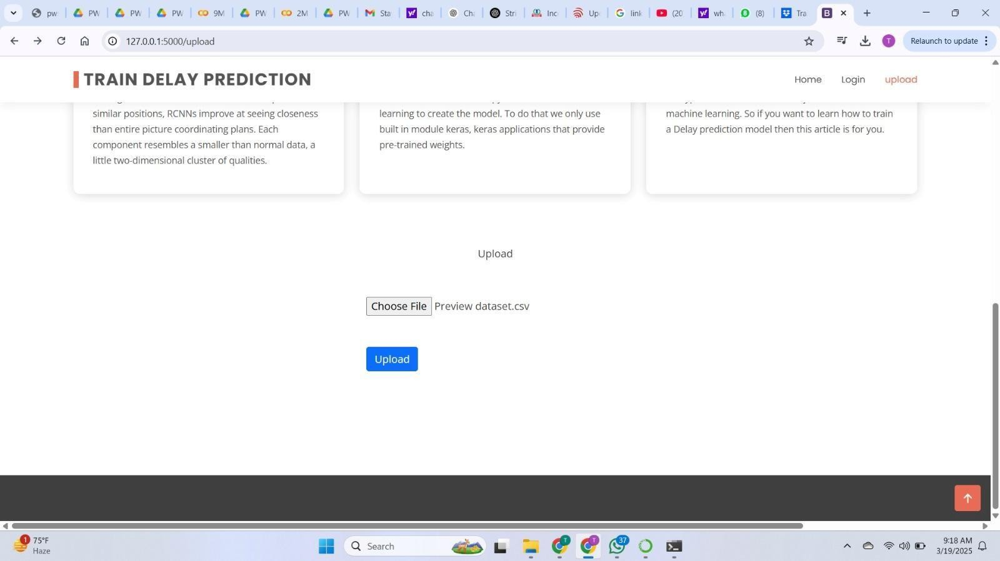 pw
PW
PW
PW
9M
PW
2M
PW
Sta
cha
Cha
Stri
Inc
Up
link
(20
wh
(8)
Tra
127.0.0.1:5000/upload
T
Relaunch to update
TRAIN DELAY PREDICTION
Home
Login
upload
similar positions, RCNNs improve at seeing closeness
than entire picture coordinating plans. Each
component resembles a smaller than normal data, a
little two-dimensional cluster of qualities.
learning to create the model. To do that we only use
built in module keras, keras applications that provide
pre-trained weights.
machine learning. So if you want to learn how to train
a Delay prediction model then this article is for you.
Upload
Choose File Preview dataset.csv
Upload
1
75°F
Haze
Search
T
T
37
9:18 AM
3/19/2025